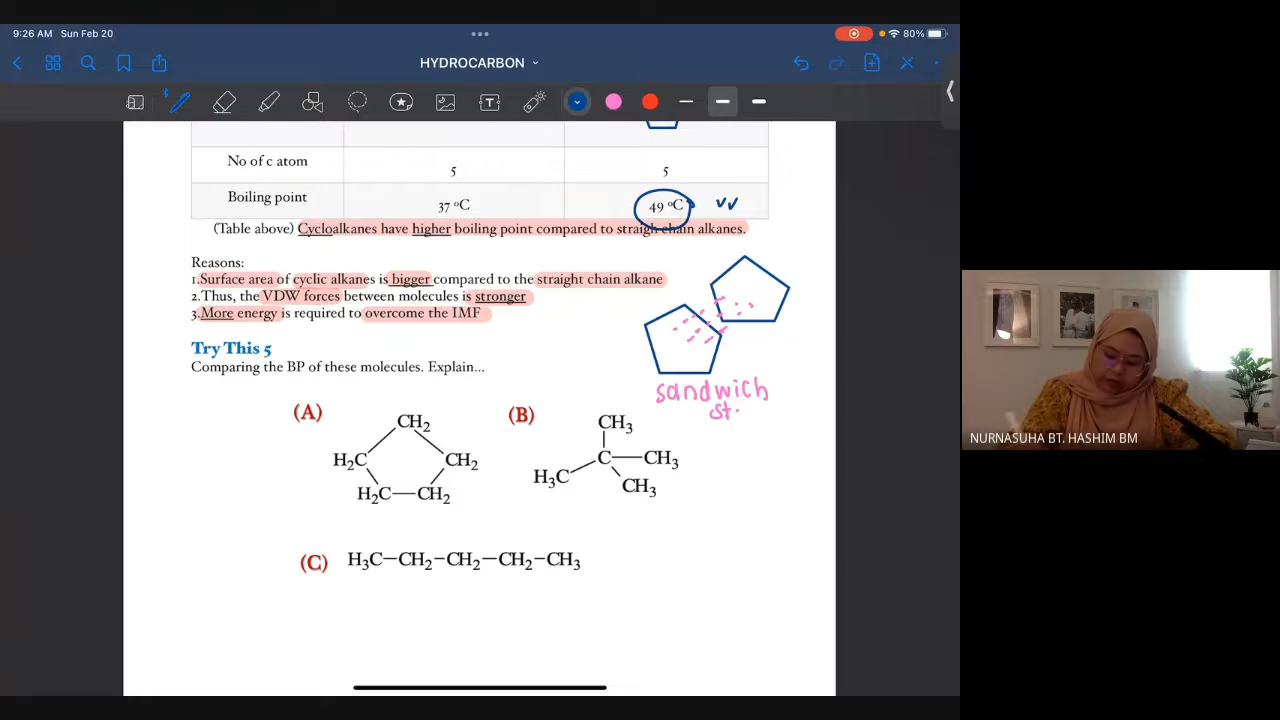 9:26 AM Sun Feb 20
80%
HYDROCARBON
No of c atom 5 5
Boiling point 37 °C 49 °C
(Table above) Cycloalkanes have higher boiling point compared to straigh chain alkanes.
Reasons:
1.Surface area of cyclic alkanes is bigger compared to the straight chain alkane
2.Thus, the VDW forces between molecules is stronger
3.More energy is required to overcome the IMF
sandwich
st.
Try This 5
Comparing the BP of these molecules. Explain...
(A)
CH₂
H₂C CH₂
H₂C—CH₂
(B)
CH₃
C—CH₃
H₃C
CH₃
(C) H₃C–CH₂–CH₂–CH₂–CH₃
NURNASUHA BT. HASHIM BM